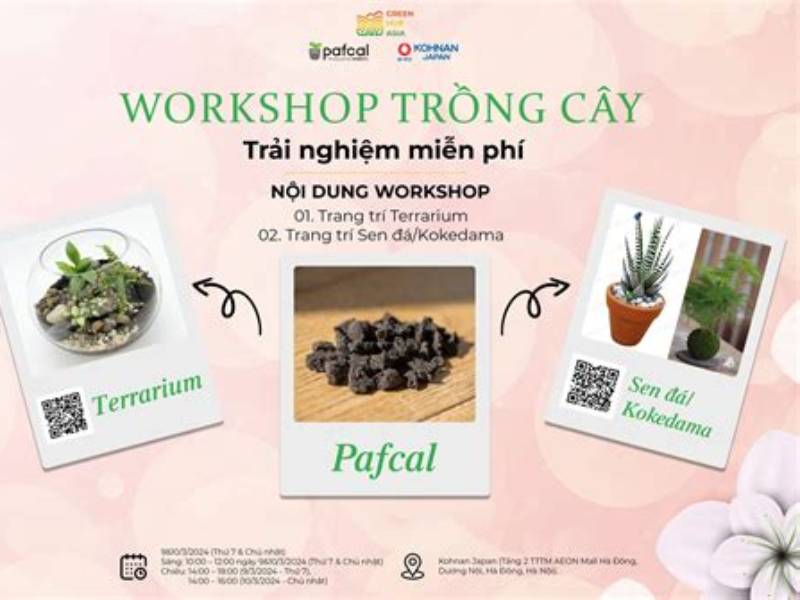 GREEN
HUB
ASIA
pafcal
KOHNAN
JAPAN
WORKSHOP TRỒNG CÂY
Trải nghiệm miễn phí
NỘI DUNG WORKSHOP
01. Trang trí Terrarium
02. Trang trí Sen đá/Kokedama
Terrarium
Pafcal
Sen đá/
Kokedama
9&10/3/2024 (Thứ 7 & Chủ nhật)
Sáng: 10:00 – 12:00 ngày 9&10/3/2024 (Thứ 7 & Chủ nhật)
Chiều: 14:00 – 18:00 (9/3/2024 - Thứ 7),
14:00 – 16:00 (10/3/2024 - Chủ nhật)
Kohnan Japan (Tầng 2 TTTM AEON Mall Hà Đông,
Dương Nội, Hà Đông, Hà Nội).